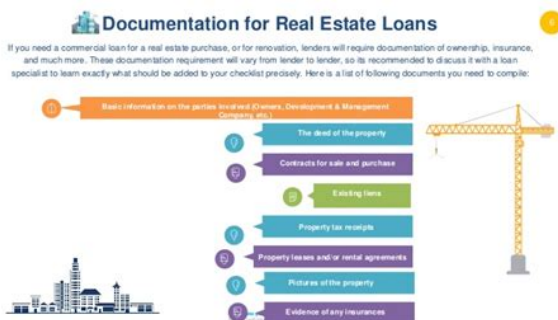 Documentation for Real Estate Loans
6
If you need a commercial loan for a real estate purchase, or for renovation, lenders will require documentation of ownership, insurance,
and much more. These documentation requirement will vary from lender to lender, so its recommended to discuss it with a loan
specialist to learn exactly what should be added to your checklist precisely. Here is a list of following documents you need to compile:
Basic information on the parties involved (Owners, Development & Management
Company, etc.)
The deed of the property
Contracts for sale and purchase
Existing liens
Property tax receipts
Property leases and/or rental agreements
Pictures of the property
Evidence of any insurances